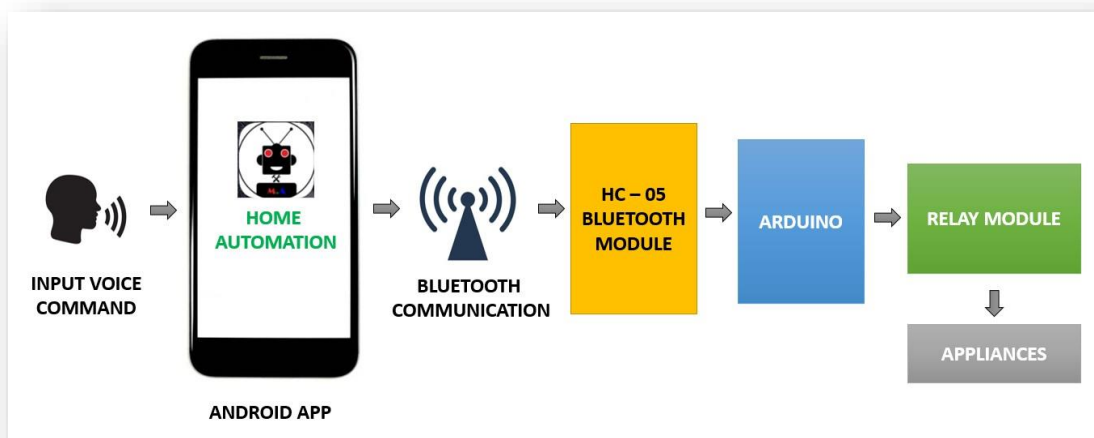 INPUT VOICE
COMMAND
HOME
AUTOMATION
ANDROID APP
BLUETOOTH
COMMUNICATION
HC – 05
BLUETOOTH
MODULE
ARDUINO
RELAY MODULE
APPLIANCES